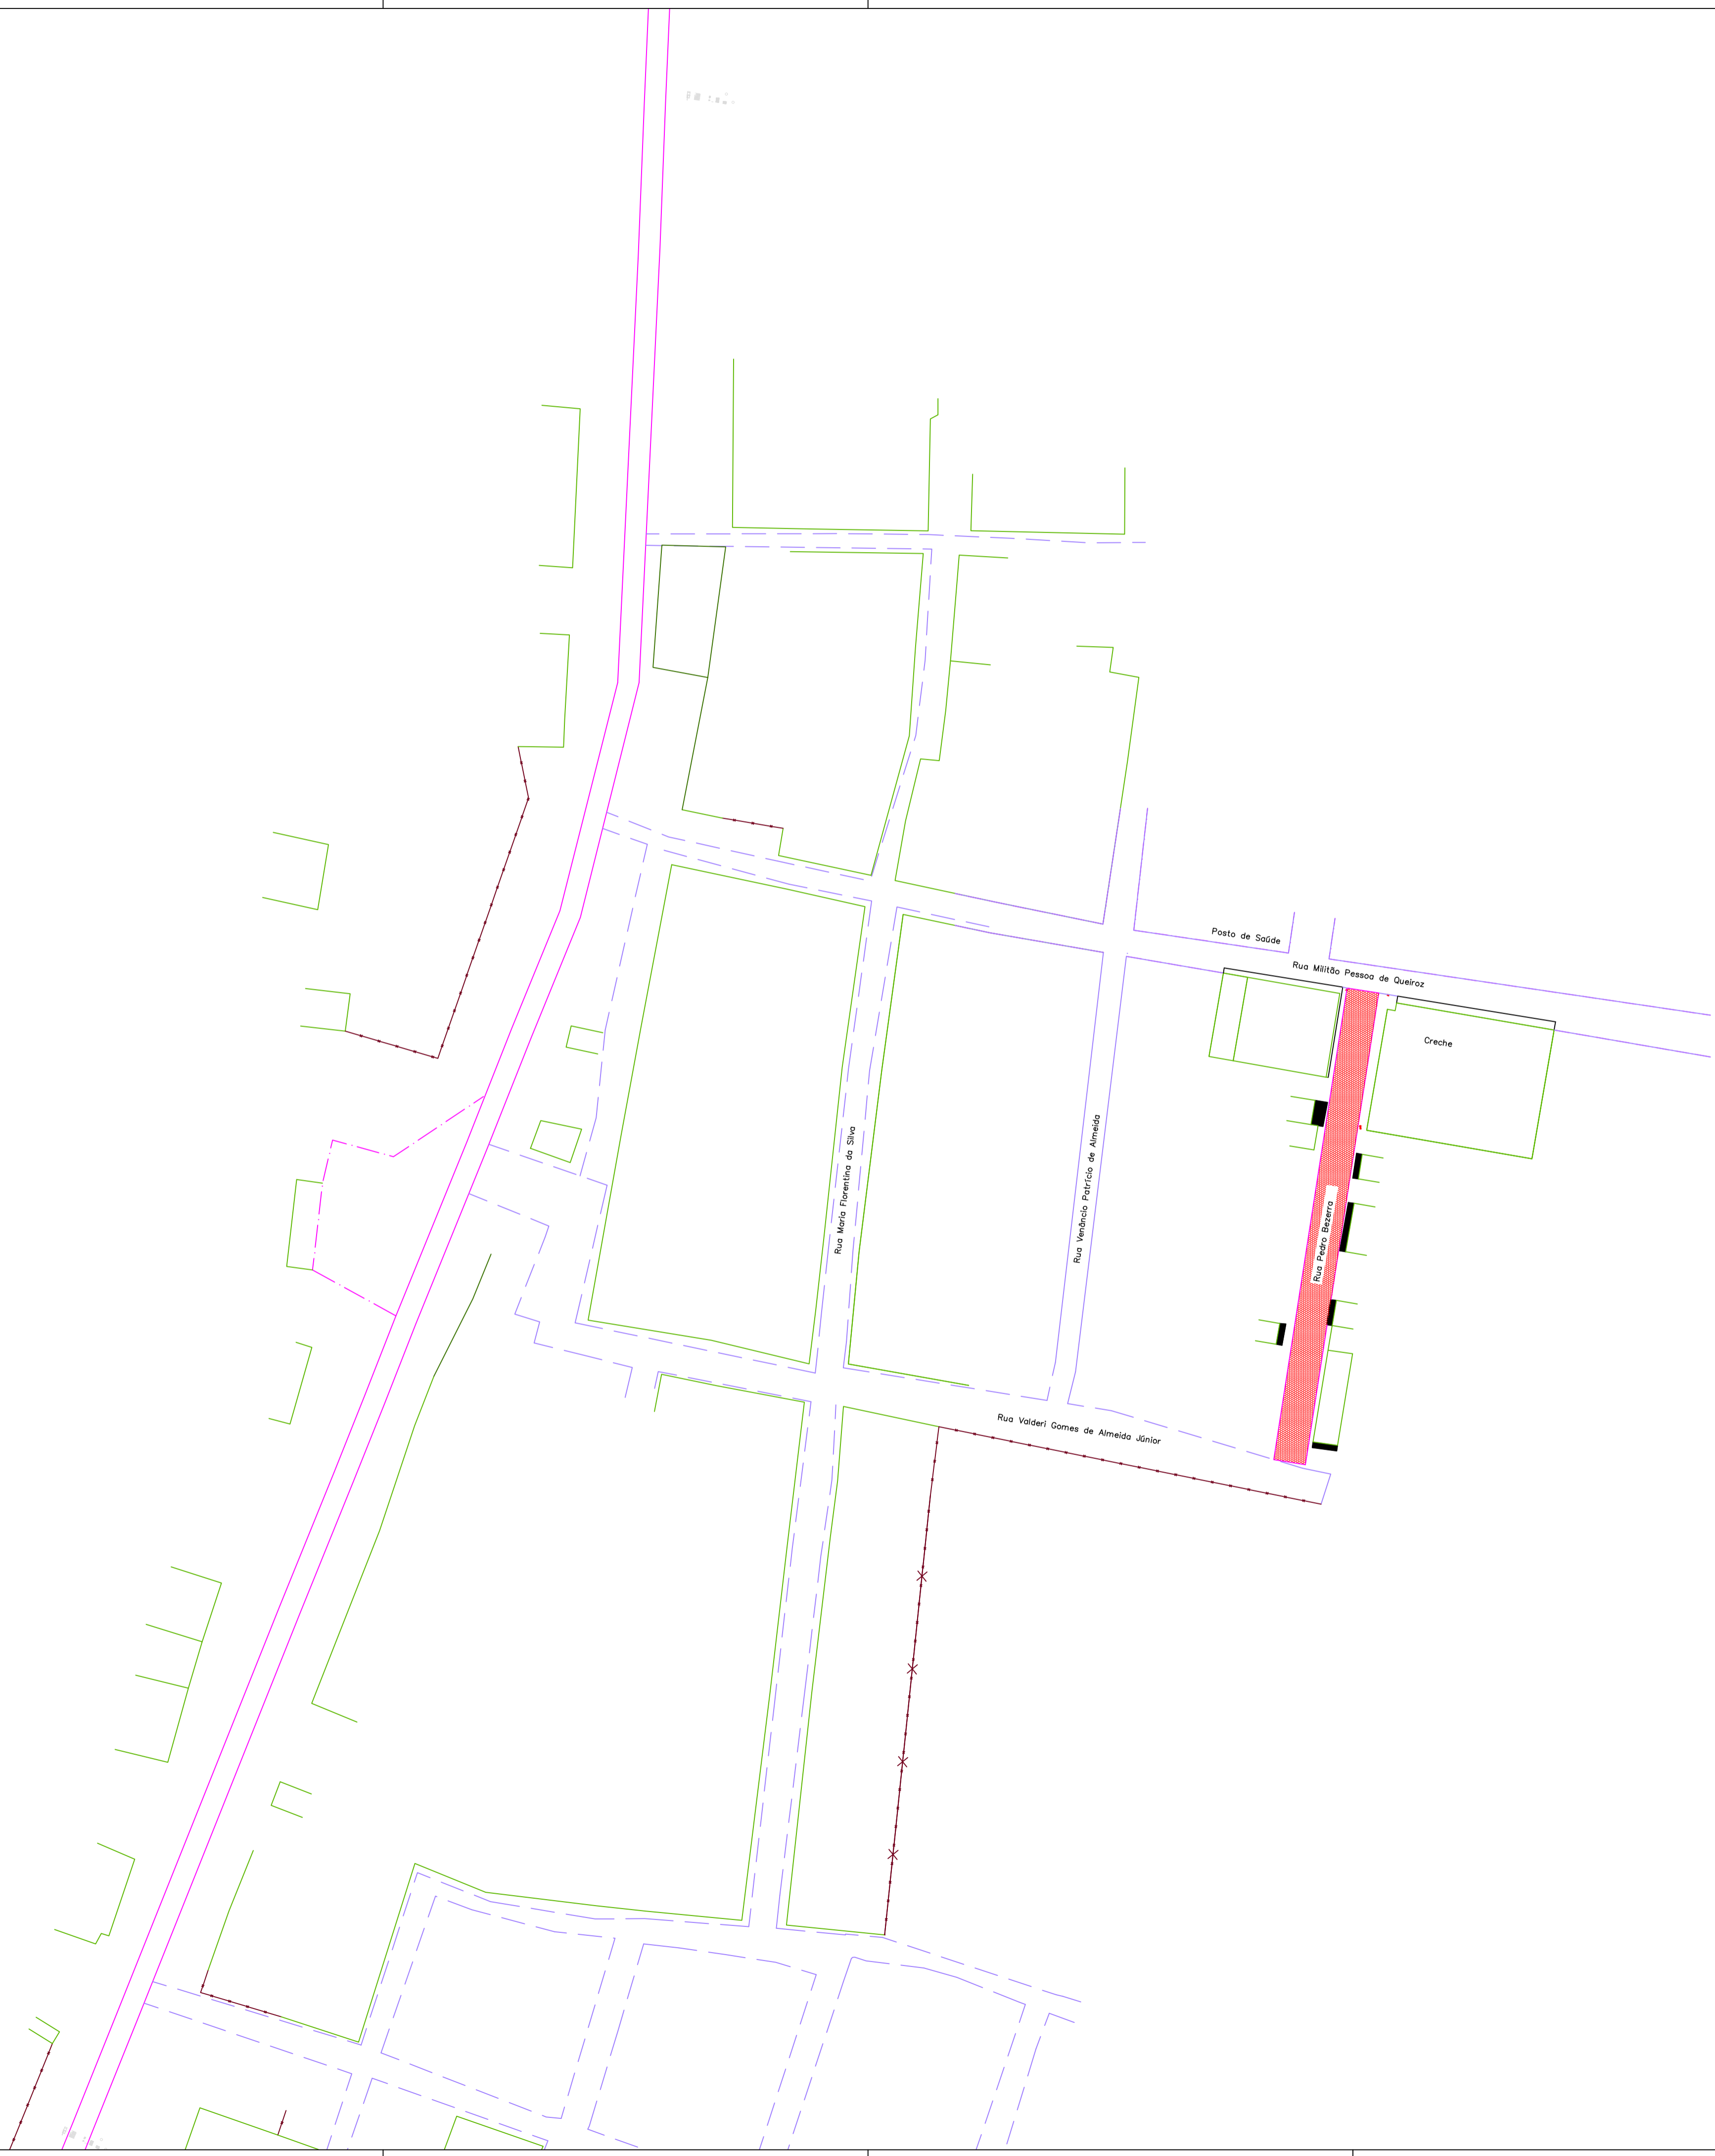 Posto de Saúde
Rua Militão Pessoa de Queiroz
Creche
Rua Maria Florentina da Silva
Rua Venâncio Patrício de Almeida
Rua Pedro Bezerra
Rua Valderi Gomes de Almeida Júnior